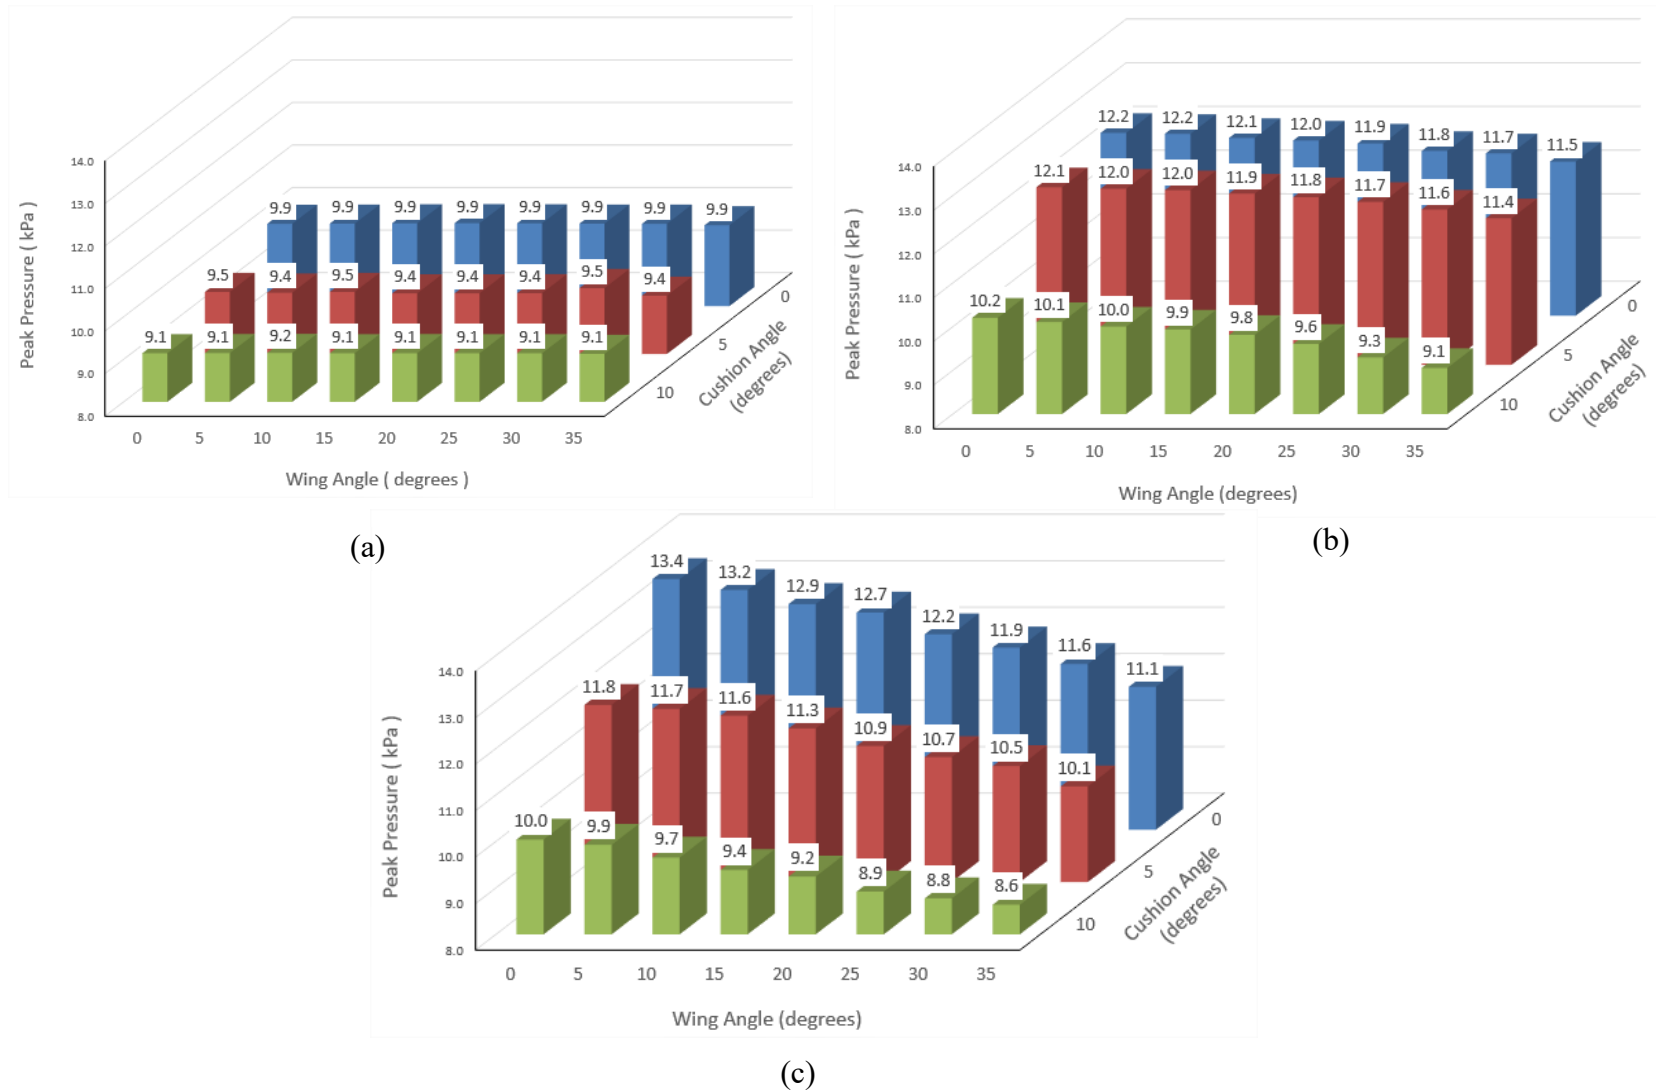 14.0
13.0
12.0
11.0
10.0
9.0
8.0
Peak Pressure ( kPa )
9.9 9.9 9.9 9.9 9.9 9.9 9.9 9.9
9.5 9.4 9.5 9.4 9.4 9.4 9.5 9.4
9.1 9.1 9.2 9.1 9.1 9.1 9.1 9.1
0 5 10 15 20 25 30 35
Wing Angle ( degrees )
0
5
10
Cushion Angle
(degrees)
(a)
14.0
13.0
12.0
11.0
10.0
9.0
8.0
Peak Pressure ( kPa )
12.2 12.2 12.1 12.0 11.9 11.8 11.7 11.5
12.1 12.0 12.0 11.9 11.8 11.7 11.6 11.4
10.2 10.1 10.0 9.9 9.8 9.6 9.3 9.1
0 5 10 15 20 25 30 35
Wing Angle (degrees)
0
5
10
Cushion Angle
(degrees)
(b)
14.0
13.0
12.0
11.0
10.0
9.0
8.0
Peak Pressure ( kPa )
13.4 13.2 12.9 12.7 12.2 11.9 11.6 11.1
11.8 11.7 11.6 11.3 10.9 10.7 10.5 10.1
10.0 9.9 9.7 9.4 9.2 8.9 8.8 8.6
0 5 10 15 20 25 30 35
Wing Angle (degrees)
0
5
10
Cushion Angle
(degrees)
(c)